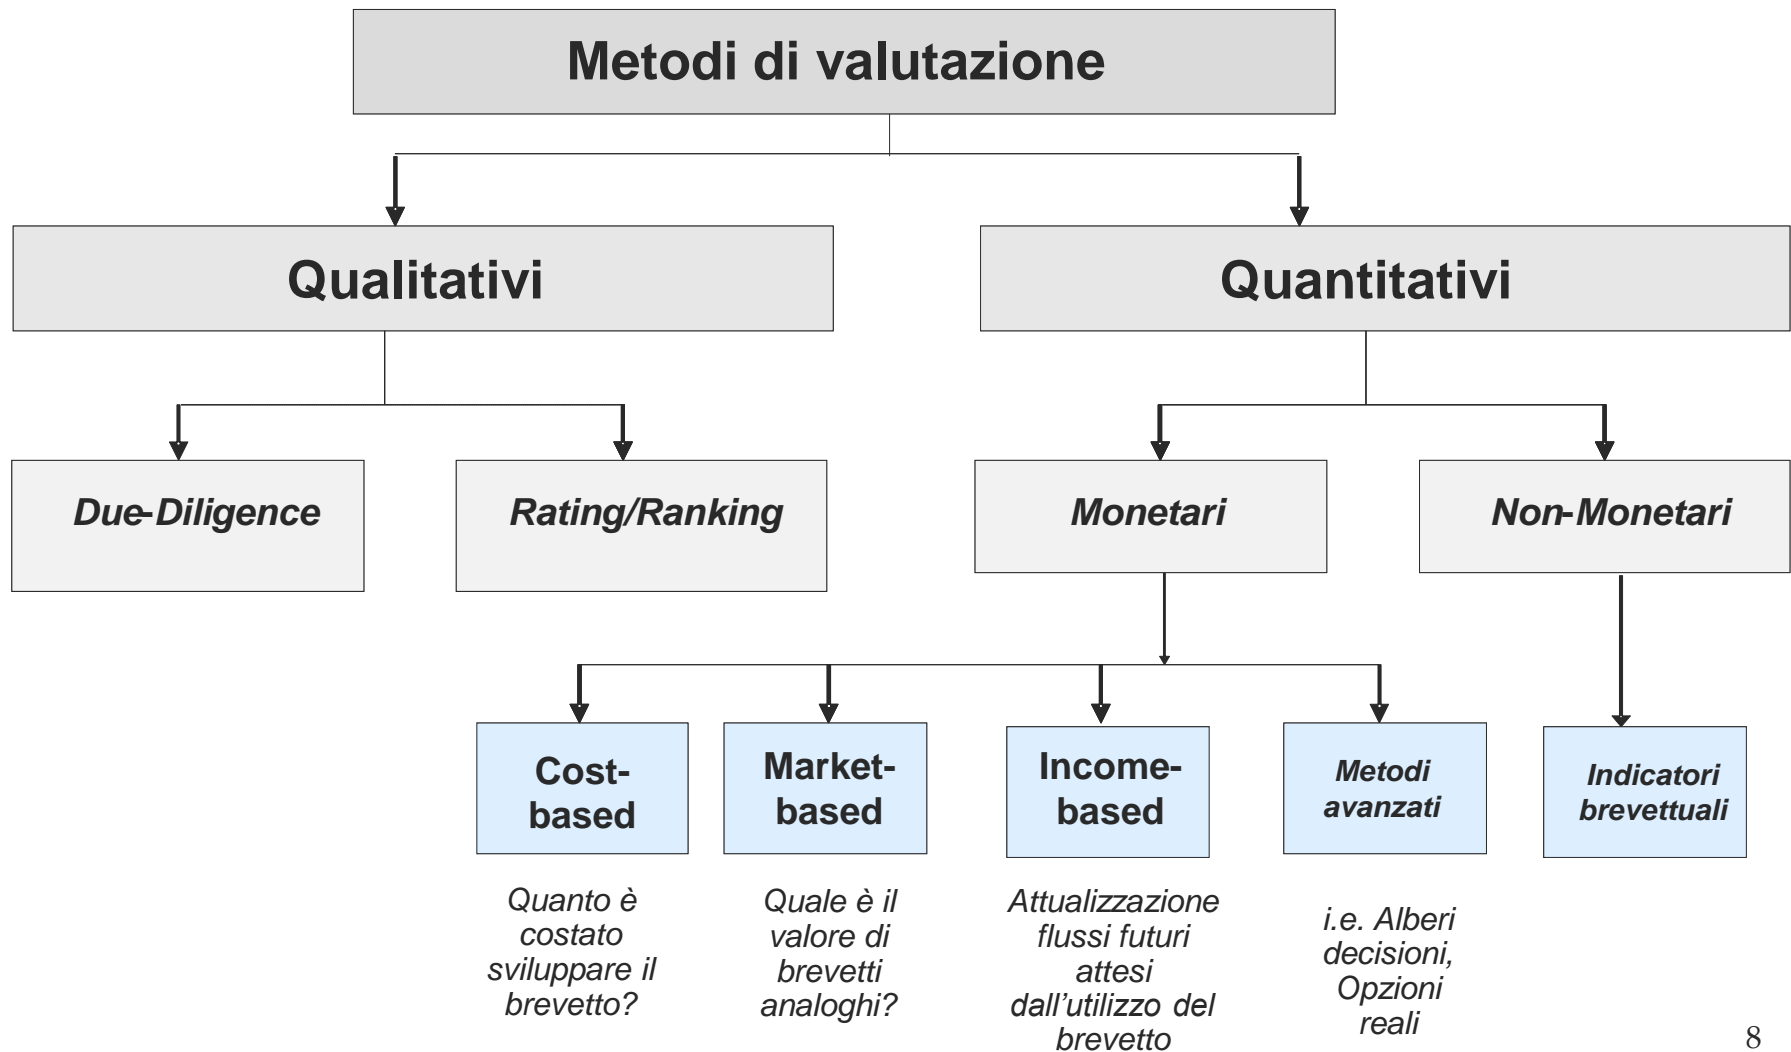 Metodi di valutazione
Qualitativi
Quantitativi
Due-Diligence
Rating/Ranking
Monetari
Non-Monetari
Cost-
based
Market-
based
Income-
based
Metodi
avanzati
Indicatori
brevettuali
Quanto è
costato
sviluppare il
brevetto?
Quale è il
valore di
brevetti
analoghi?
Attualizzazione
flussi futuri
attesi
dall'utilizzo del
brevetto
i.e. Alberi
decisioni,
Opzioni
reali
8